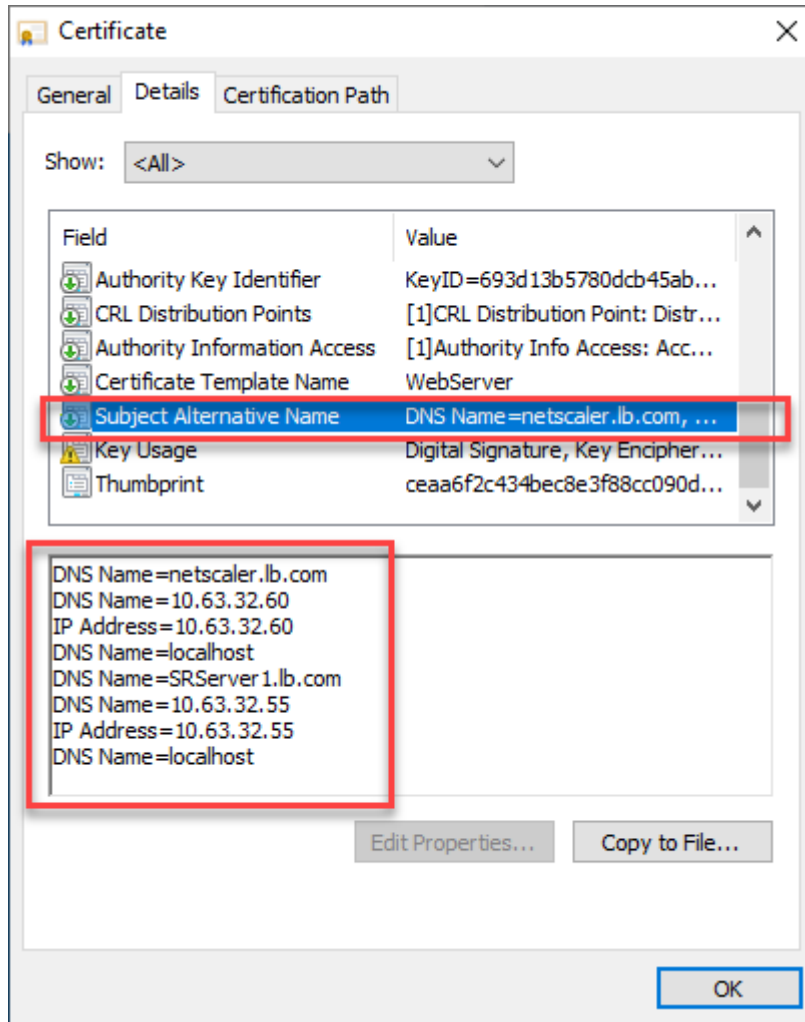 Certificate
General Details Certification Path
Show: <All>
Field Value
Authority Key Identifier KeyID=693d13b5780dcb45ab...
CRL Distribution Points [1]CRL Distribution Point: Distr...
Authority Information Access [1]Authority Info Access: Acc...
Certificate Template Name WebServer
Subject Alternative Name DNS Name=netscaler.lb.com, ...
Key Usage Digital Signature, Key Encipher...
Thumbprint ceaa6f2c434bec8e3f88cc090d...
DNS Name=netscaler.lb.com
DNS Name=10.63.32.60
IP Address=10.63.32.60
DNS Name=localhost
DNS Name=SRServer1.lb.com
DNS Name=10.63.32.55
IP Address=10.63.32.55
DNS Name=localhost
Edit Properties... Copy to File...
OK